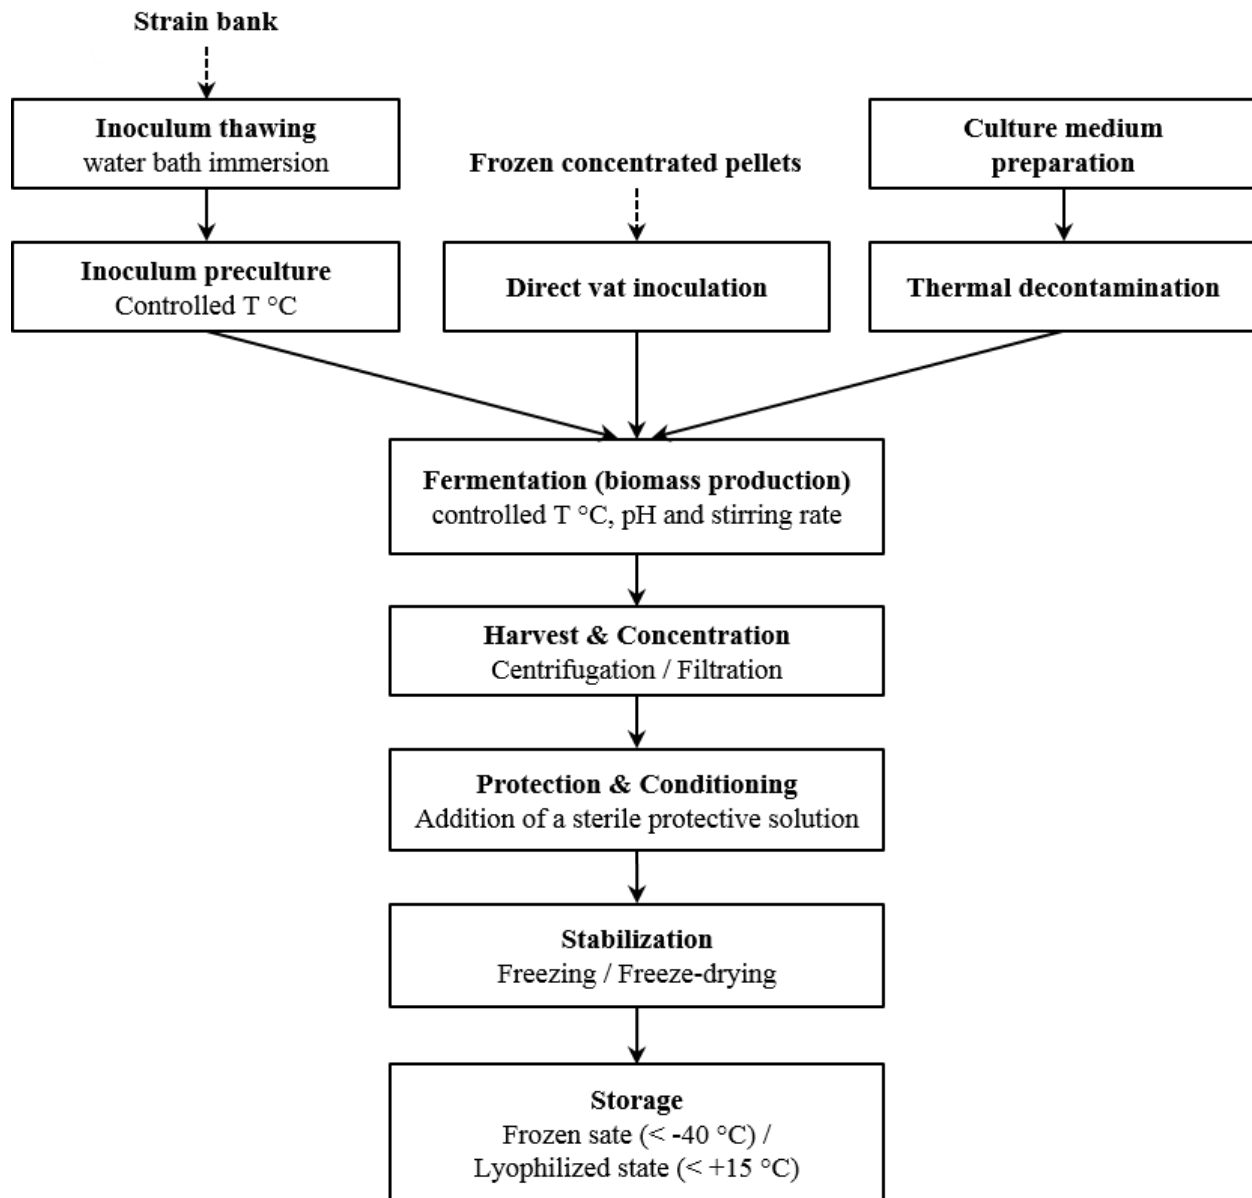 Strain bank
Inoculum thawing
water bath immersion
Inoculum preculture
Controlled T °C
Frozen concentrated pellets
Direct vat inoculation
Culture medium
preparation
Thermal decontamination
Fermentation (biomass production)
controlled T °C, pH and stirring rate
Harvest & Concentration
Centrifugation / Filtration
Protection & Conditioning
Addition of a sterile protective solution
Stabilization
Freezing / Freeze-drying
Storage
Frozen sate (< -40 °C) /
Lyophilized state (< +15 °C)